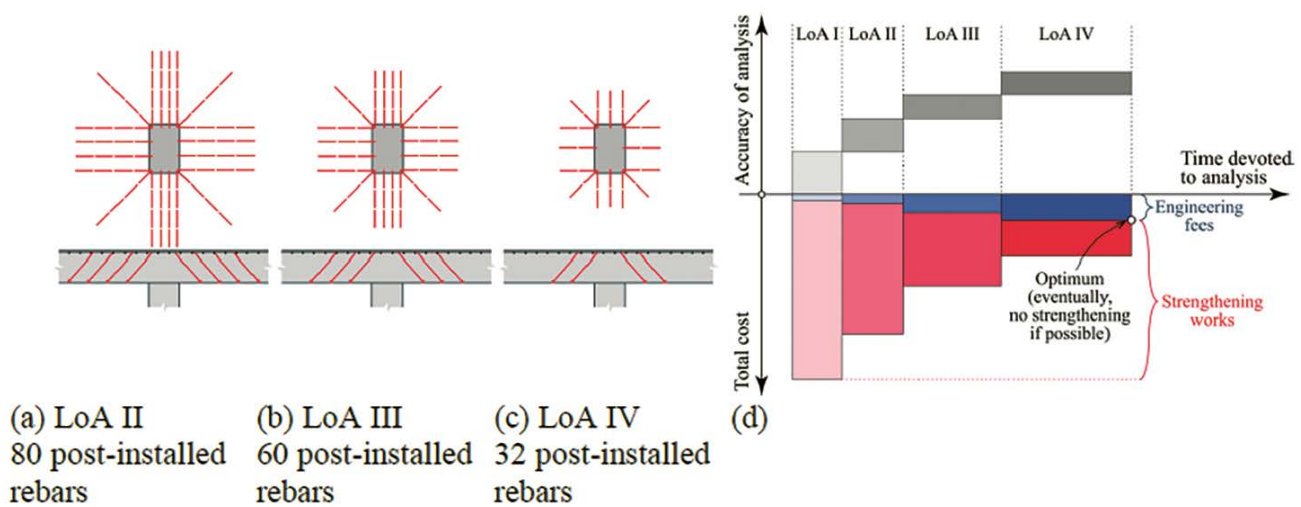 LoA I
LoA II
LoA III
LoA IV
Accuracy of analysis
Time devoted
to analysis
Engineering
fees
Optimum
(eventually,
no strengthening
if possible)
Strengthening
works
Total cost
(a) LoA II
80 post-installed
rebars
(b) LoA III
60 post-installed
rebars
(c) LoA IV
32 post-installed
rebars
(d)